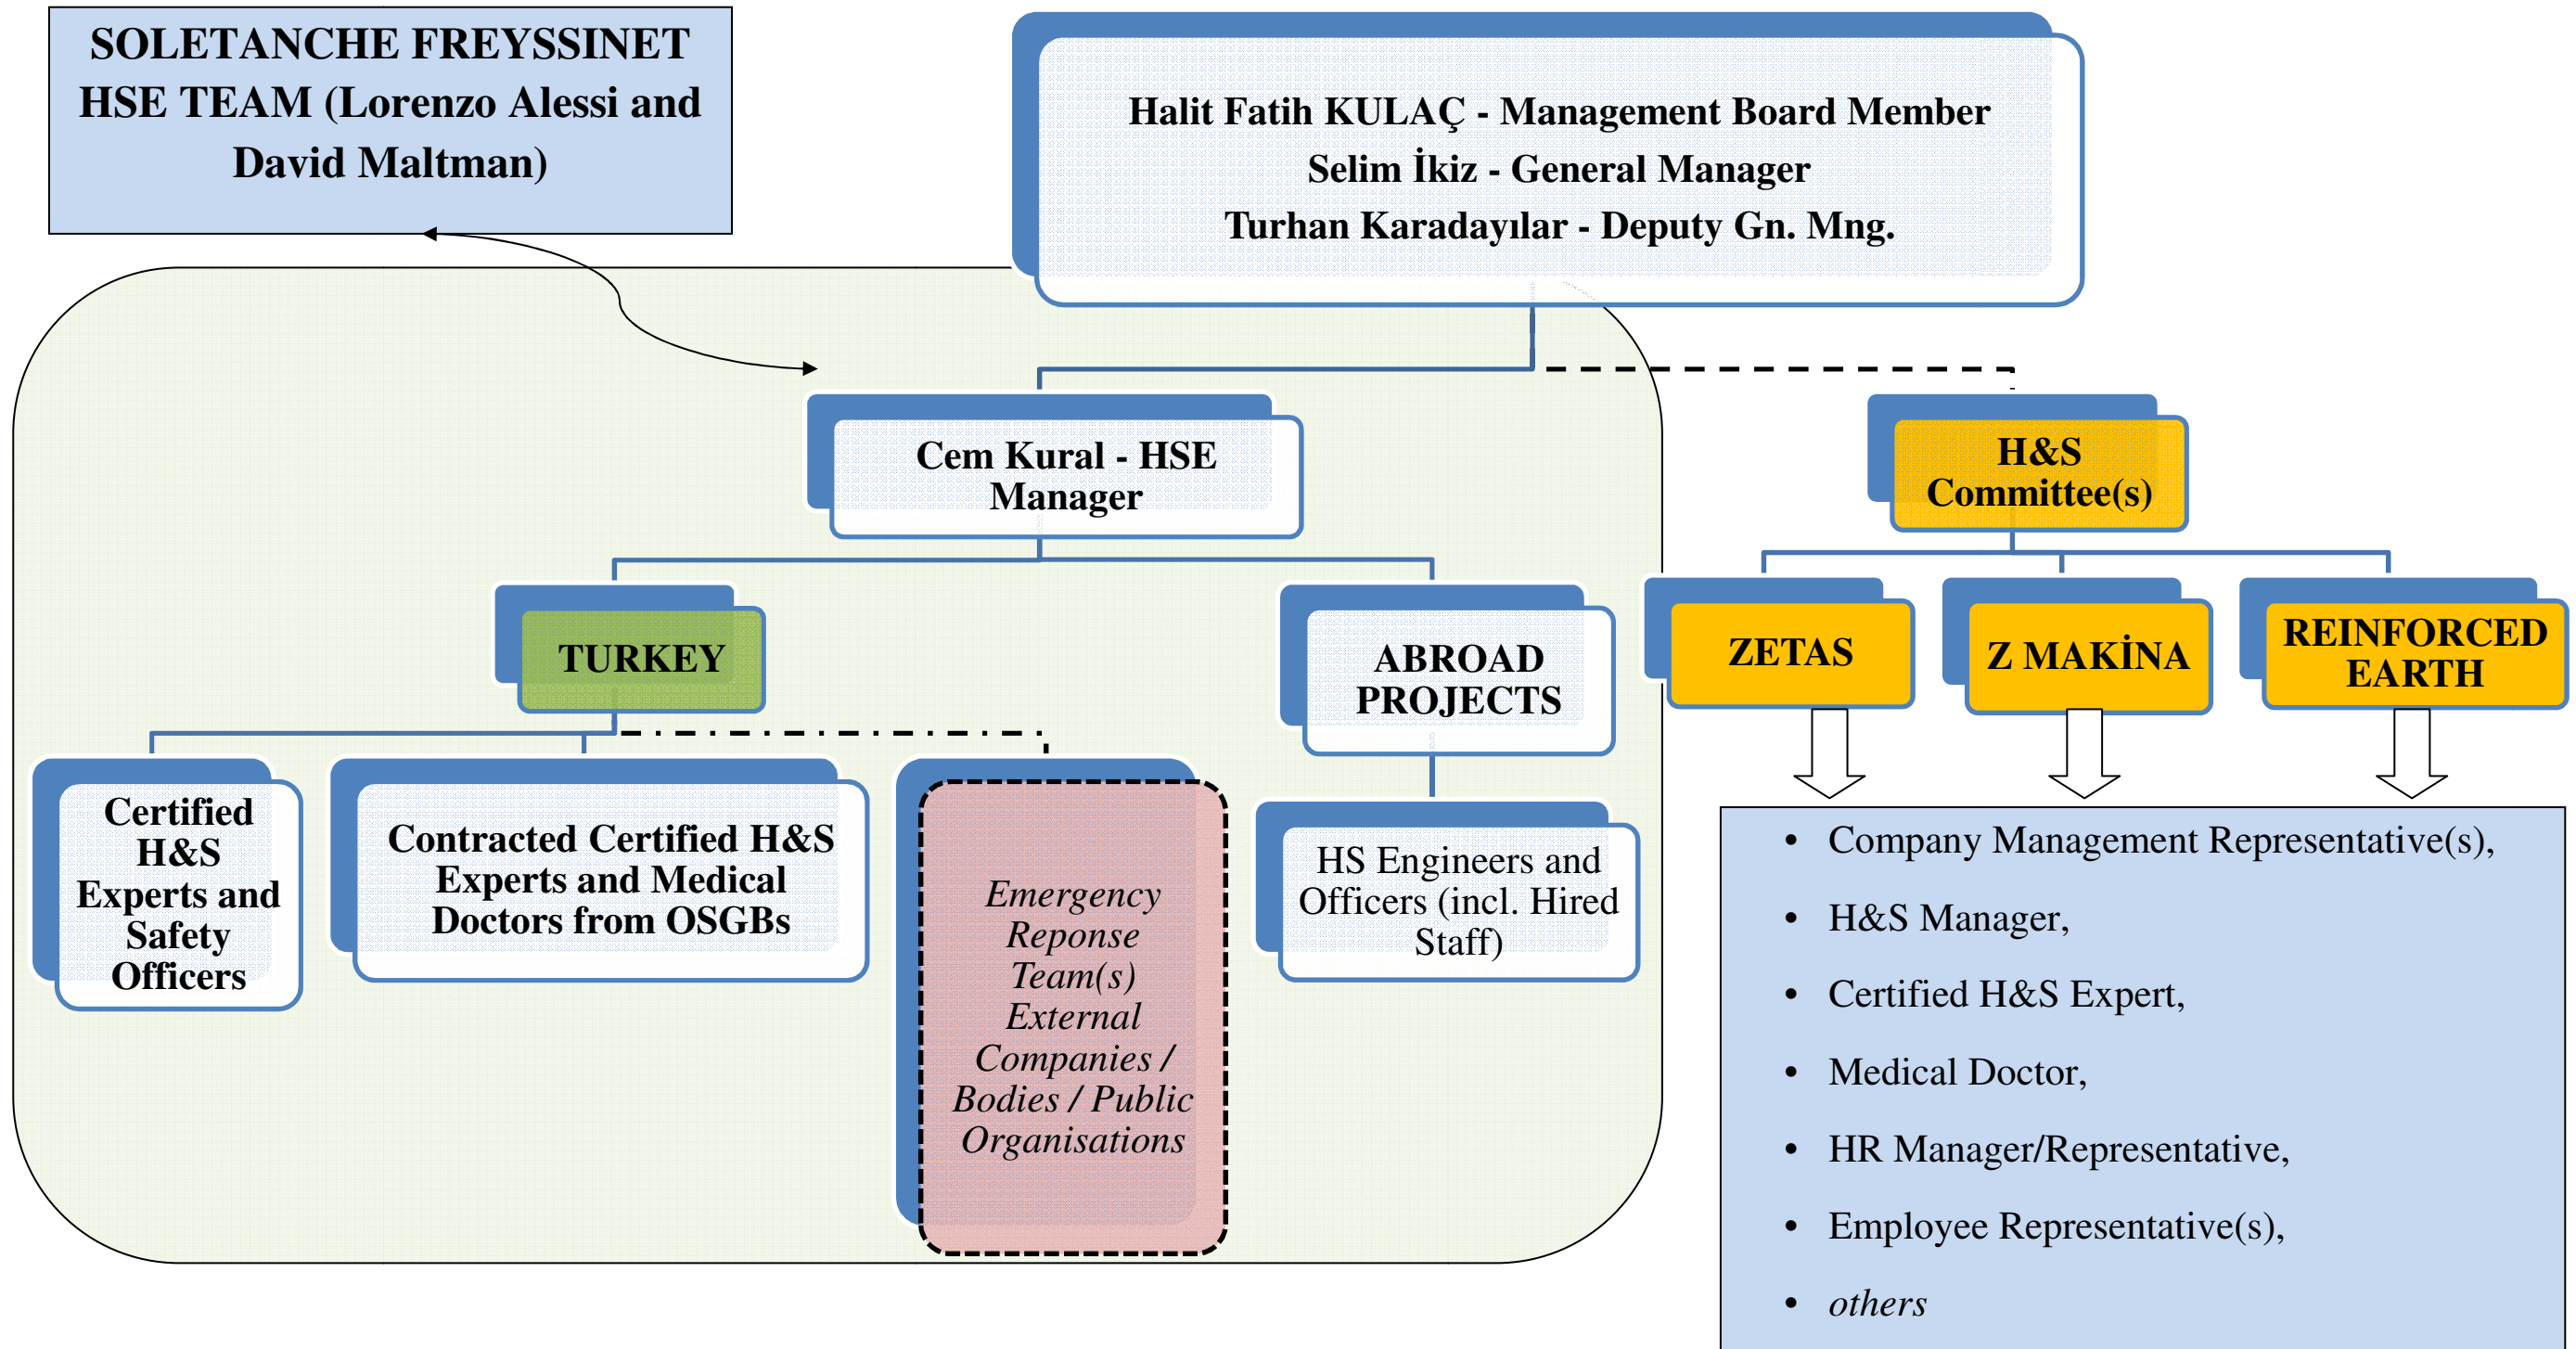 SOLETANCHE FREYSSINET
HSE TEAM (Lorenzo Alessi and
David Maltman)
Halit Fatih KULAÇ - Management Board Member
Selim İkiz - General Manager
Turhan Karadayılar - Deputy Gn. Mng.
Cem Kural - HSE
Manager
H&S
Committee(s)
TURKEY
ABROAD
PROJECTS
ZETAS
Z MAKİNA
REINFORCED
EARTH
Certified
H&S
Experts and
Safety
Officers
Contracted Certified H&S
Experts and Medical
Doctors from OSGBs
Emergency
Reponse
Team(s)
External
Companies /
Bodies / Public
Organisations
HS Engineers and
Officers (incl. Hired
Staff)
• Company Management Representative(s),
• H&S Manager,
• Certified H&S Expert,
• Medical Doctor,
• HR Manager/Representative,
• Employee Representative(s),
• others